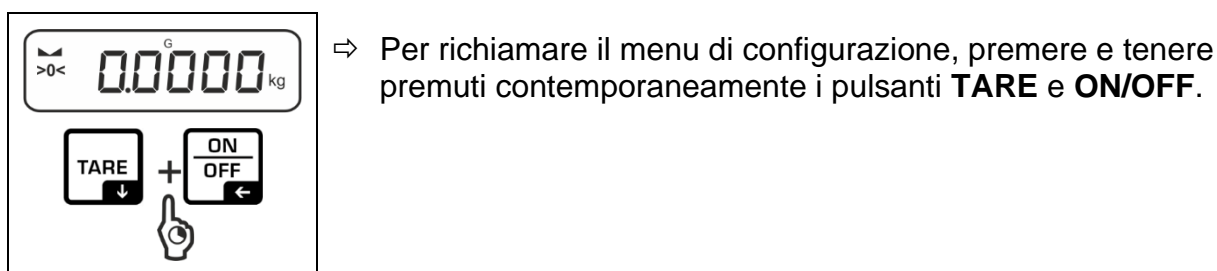 G
>0< 0.0000 kg
⇨ Per richiamare il menu di configurazione, premere e tenere
premuti contemporaneamente i pulsanti TARE e ON/OFF.
TARE + ON
OFF